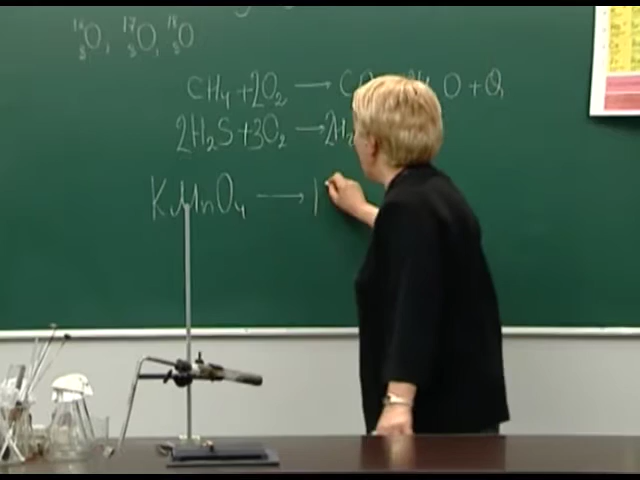 ¹⁶₈O, ¹⁷₈O, ¹⁸₈O
CH₄+2O₂ → CO O + Q
2H₂S+3O₂ → 2H₂
KMnO₄ →